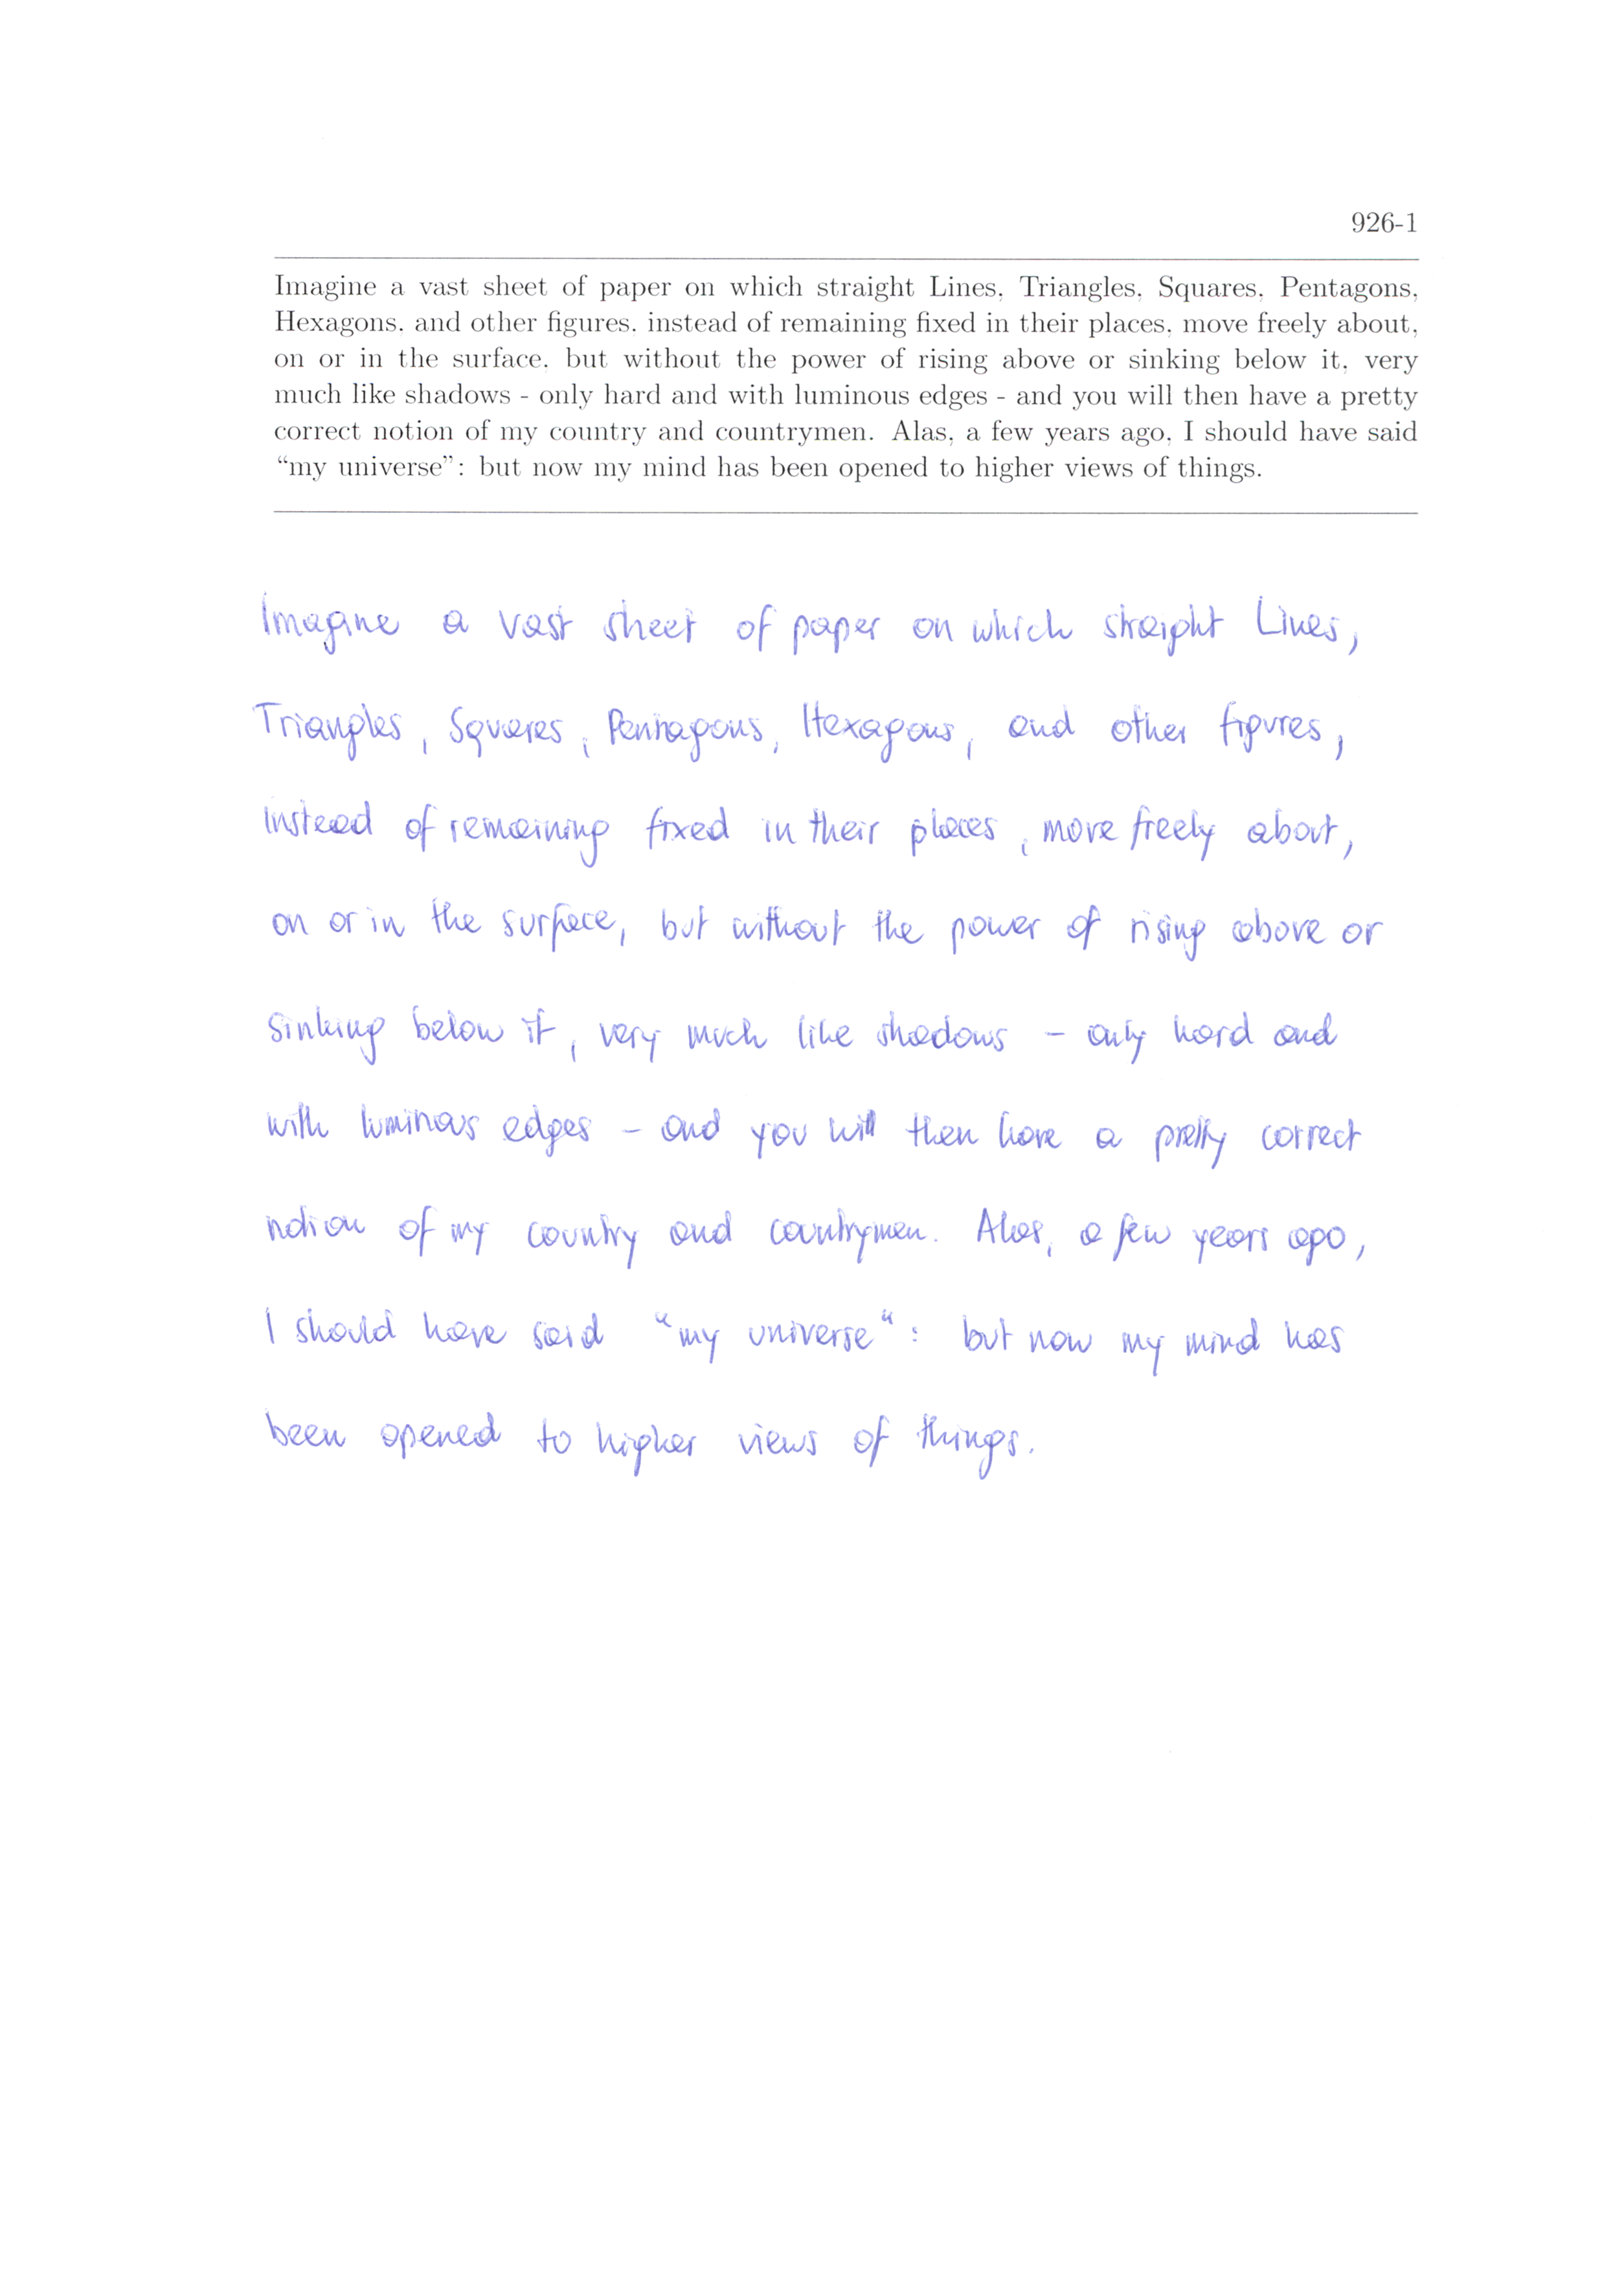 926-1
Imagine a vast sheet of paper on which straight Lines, Triangles, Squares, Pentagons,
Hexagons, and other figures, instead of remaining fixed in their places, move freely about,
on or in the surface, but without the power of rising above or sinking below it, very
much like shadows - only hard and with luminous edges - and you will then have a pretty
correct notion of my country and countrymen. Alas, a few years ago, I should have said
“my universe”: but now my mind has been opened to higher views of things.
Imagine a vast sheet of paper on which straight Lines,
Triangles, Squares, Pentagons, Hexagons, and other figures,
instead of remaining fixed in their places, move freely about,
on or in the surface, but without the power of rising above or
sinking below it, very much like shadows – only hard and
with luminous edges – and you will then have a pretty correct
notion of my country and countrymen. Alas, a few years ago,
I should have said “my universe“: but now my mind has
been opened to higher views of things.